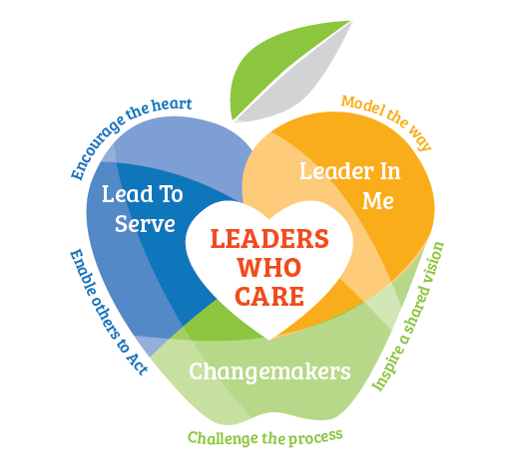 Encourage the heart
Model the way
Lead To
Serve
Leader In
Me
LEADERS
WHO
CARE
Enable others to Act
Inspire a shared vision
Changemakers
Challenge the process